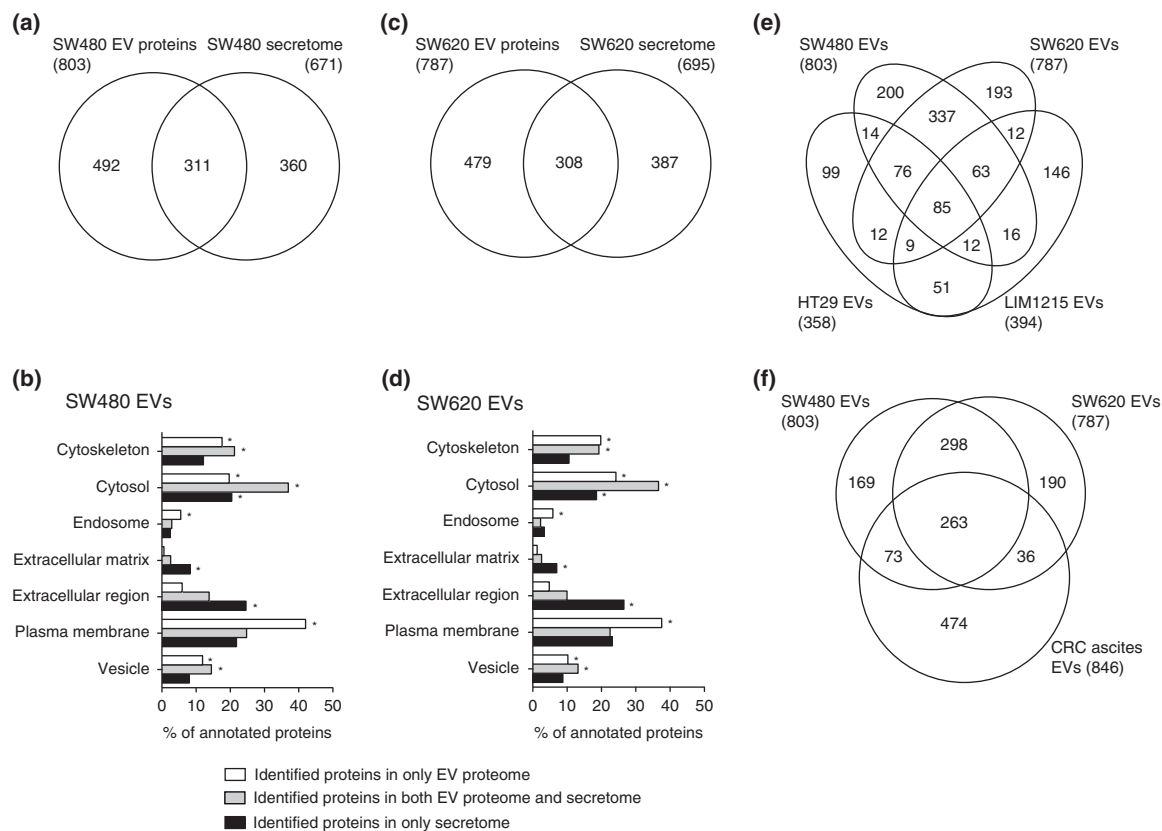 (a)
SW480 EV proteins
(803)
SW480 secretome
(671)
492
311
360
(c)
SW620 EV proteins
(787)
SW620 secretome
(695)
479
308
387
(e)
SW480 EVs
(803)
SW620 EVs
(787)
200
193
337
14
12
99
76
63
146
85
12
9
12
16
51
HT29 EVs
(358)
LIM1215 EVs
(394)
(b)
SW480 EVs
Cytoskeleton
*
*
Cytosol
*
*
*
Endosome
*
Extracellular matrix
*
Extracellular region
*
Plasma membrane
*
Vesicle
*
*
0 10 20 30 40 50
% of annotated proteins
(d)
SW620 EVs
Cytoskeleton
*
*
Cytosol
*
*
*
Endosome
*
Extracellular matrix
*
Extracellular region
*
Plasma membrane
*
Vesicle
*
*
0 10 20 30 40 50
% of annotated proteins
Identified proteins in only EV proteome
Identified proteins in both EV proteome and secretome
Identified proteins in only secretome
(f)
SW480 EVs
(803)
SW620 EVs
(787)
298
169
190
263
73
36
474
CRC ascites
EVs (846)